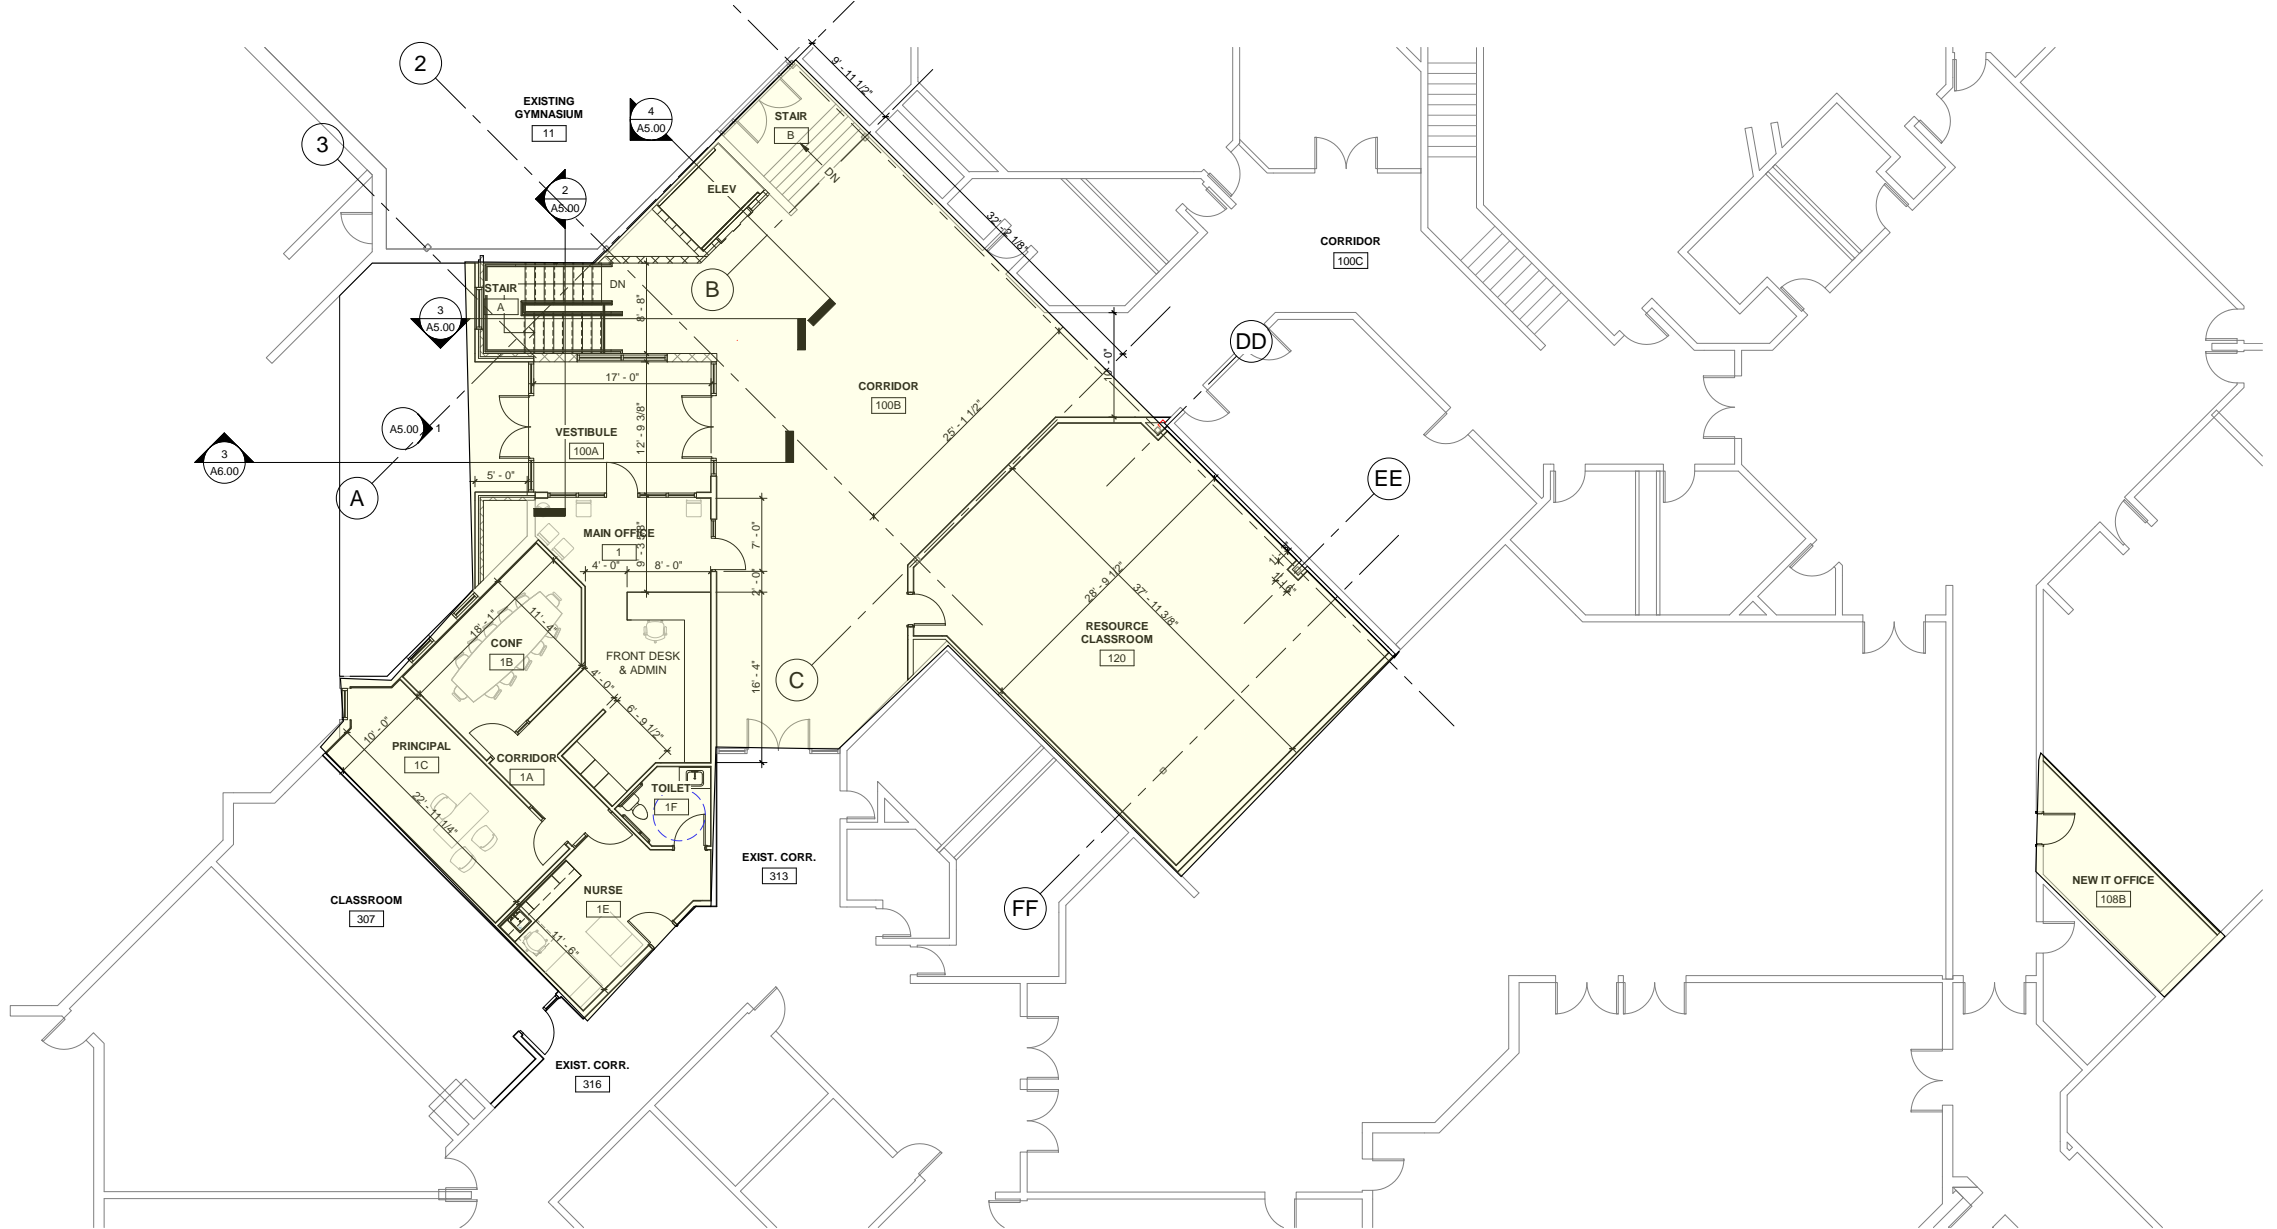 2
9' - 11 1/2"
EXISTING
GYMNASIUM
11
4
A5.00
STAIR
B
3
DN
2
A5.00
ELEV
32' - 2 1/8"
CORRIDOR
100C
STAIR
A
DN
B
8' - 8"
3
A5.00
DD
10' - 0"
17' - 0"
CORRIDOR
100B
25' - 1 1/2"
A5.00
1
VESTIBULE
100A
12' - 9 3/8"
3
A6.00
5' - 0"
A
EE
MAIN OFFICE
1
9' - 3 5/8"
7' - 0"
4' - 0"
8' - 0"
2' - 0"
28' - 9 1/2"
37' - 11 3/8"
18' - 1"
11' - 4"
CONF
1B
RESOURCE
CLASSROOM
120
FRONT DESK
& ADMIN
4' - 0"
16' - 4"
C
6' - 9 1/2"
10' - 0"
PRINCIPAL
1C
CORRIDOR
1A
TOILET
1F
22' - 11 1/4"
EXIST. CORR.
313
NEW IT OFFICE
108B
NURSE
1E
CLASSROOM
307
FF
11' - 6"
EXIST. CORR.
316